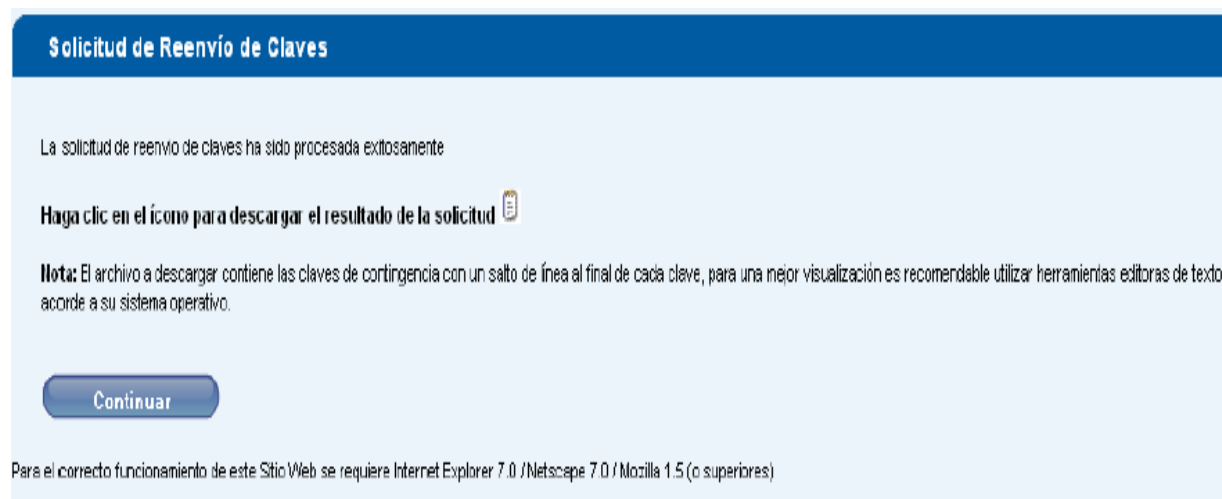 Solicitud de Reenvío de Claves
La solicitud de reenvio de claves ha sido procesada exitosamente
Haga clic en el ícono para descargar el resultado de la solicitud
Nota: El archivo a descargar contiene las claves de contingencia con un salto de línea al final de cada clave, para una mejor visualización es recomendable utilizar herramientas editoras de texto
acorde a su sistema operativo.
Continuar
Para el correcto funcionamiento de este Sitio Web se requiere Internet Explorer 7.0 / Netscape 7.0 / Mozilla 1.5 (o superiores)